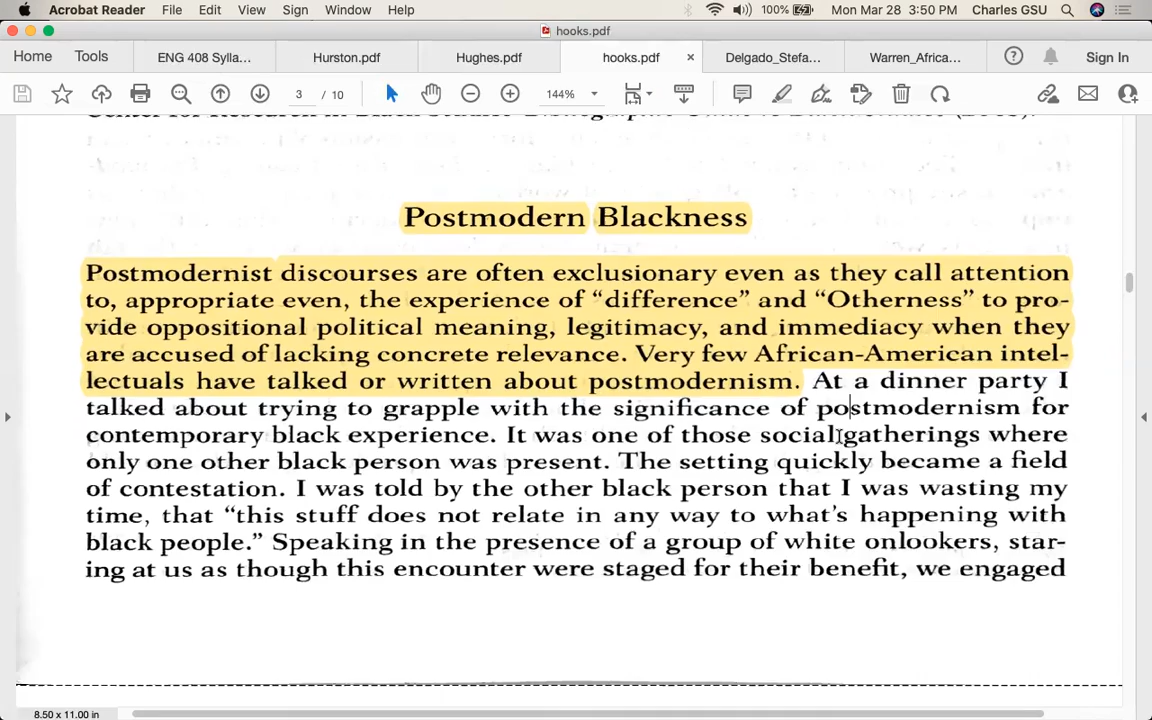 Acrobat Reader File Edit View Sign Window Help 100% Mon Mar 28 3:50 PM Charles GSU
hooks.pdf
Home Tools ENG 408 Sylla... Hurston.pdf Hughes.pdf hooks.pdf × Delgado_Stefa... Warren_Africa... Sign In
3 / 10 144%
Postmodern Blackness
Postmodernist discourses are often exclusionary even as they call attention
to, appropriate even, the experience of “difference” and “Otherness” to pro-
vide oppositional political meaning, legitimacy, and immediacy when they
are accused of lacking concrete relevance. Very few African-American intel-
lectuals have talked or written about postmodernism. At a dinner party I
talked about trying to grapple with the significance of postmodernism for
contemporary black experience. It was one of those social gatherings where
only one other black person was present. The setting quickly became a field
of contestation. I was told by the other black person that I was wasting my
time, that “this stuff does not relate in any way to what’s happening with
black people.” Speaking in the presence of a group of white onlookers, star-
ing at us as though this encounter were staged for their benefit, we engaged
8.50 x 11.00 in